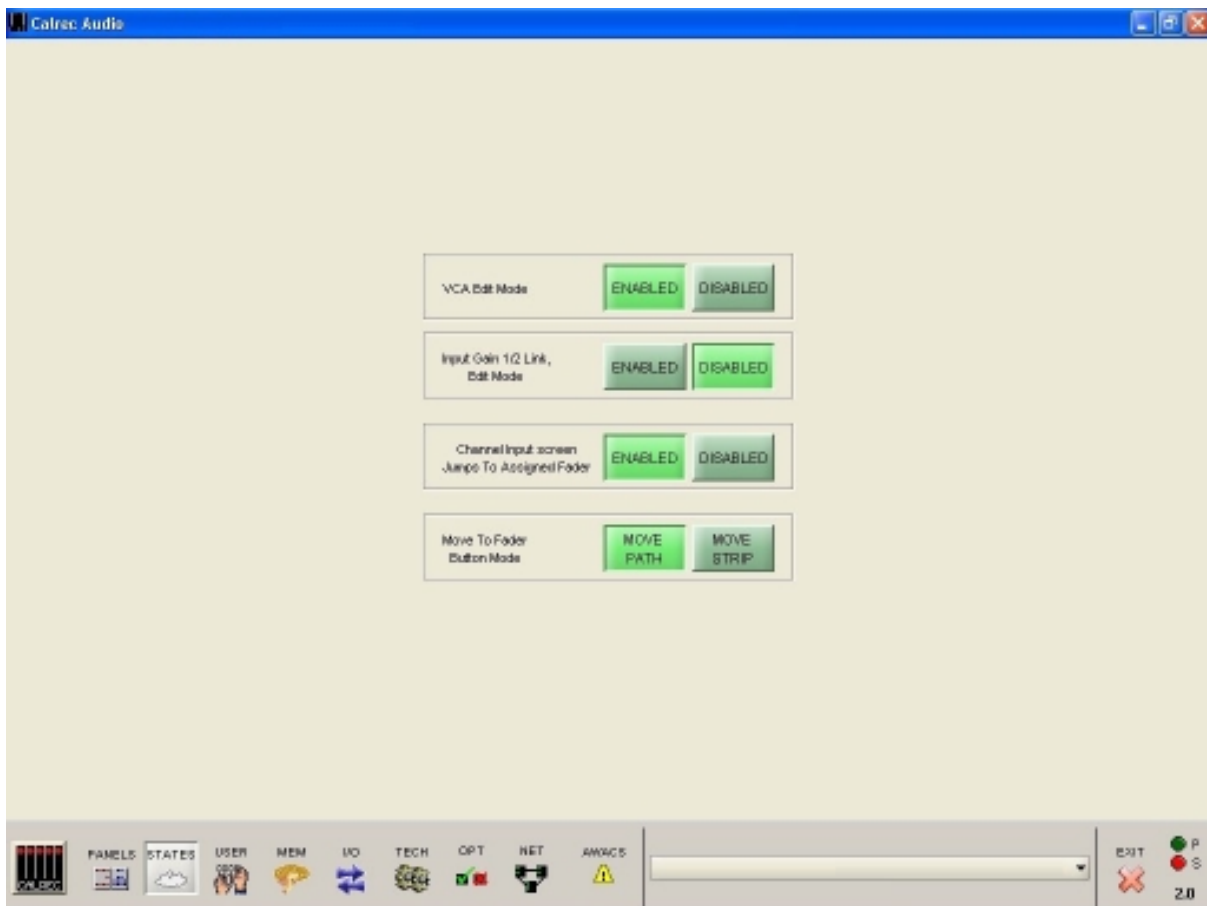 Calrec Audio
VCA Edit Mode
ENABLED
DISABLED
Input Gain 1/2 Link,
Edit Mode
ENABLED
DISABLED
Channel Input screen
Jumps To Assigned Fader
ENABLED
DISABLED
Move To Fader
Button Mode
MOVE
PATH
MOVE
STRIP
CALREC
PANELS
STATES
USER
MEM
I/O
TECH
OPT
NET
AWACS
EXIT
P
S
2.0